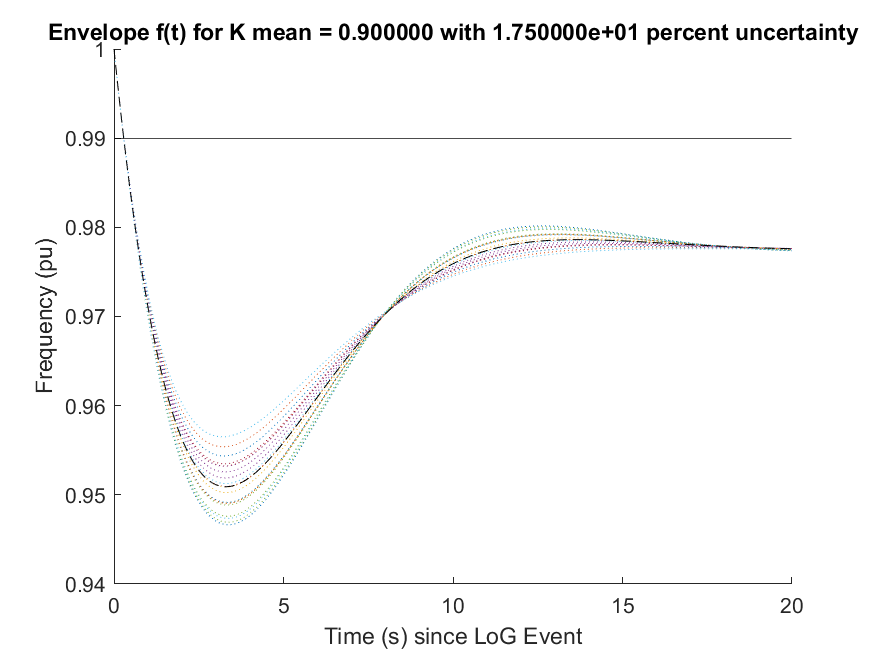 Envelope f(t) for K mean = 0.900000 with 1.750000e+01 percent uncertainty
1
0.99
0.98
0.97
0.96
0.95
0.94
Frequency (pu)
0 5 10 15 20
Time (s) since LoG Event